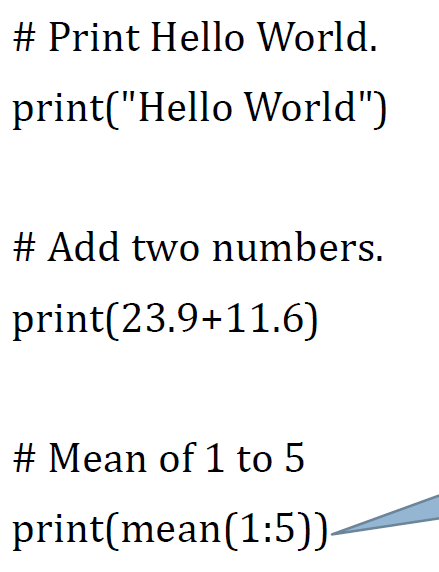 # Print Hello World.
print("Hello World")
# Add two numbers.
print(23.9+11.6)
# Mean of 1 to 5
print(mean(1:5))